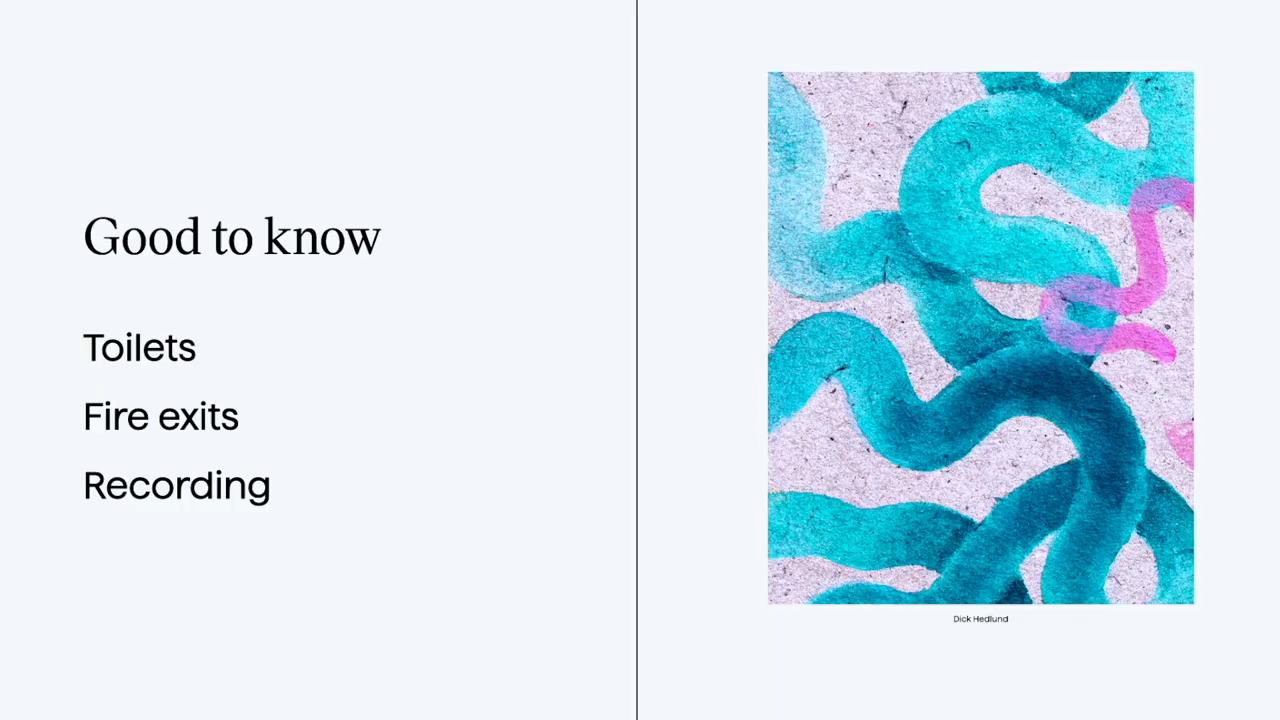 Good to know
Toilets
Fire exits
Recording
Dick Hedlund